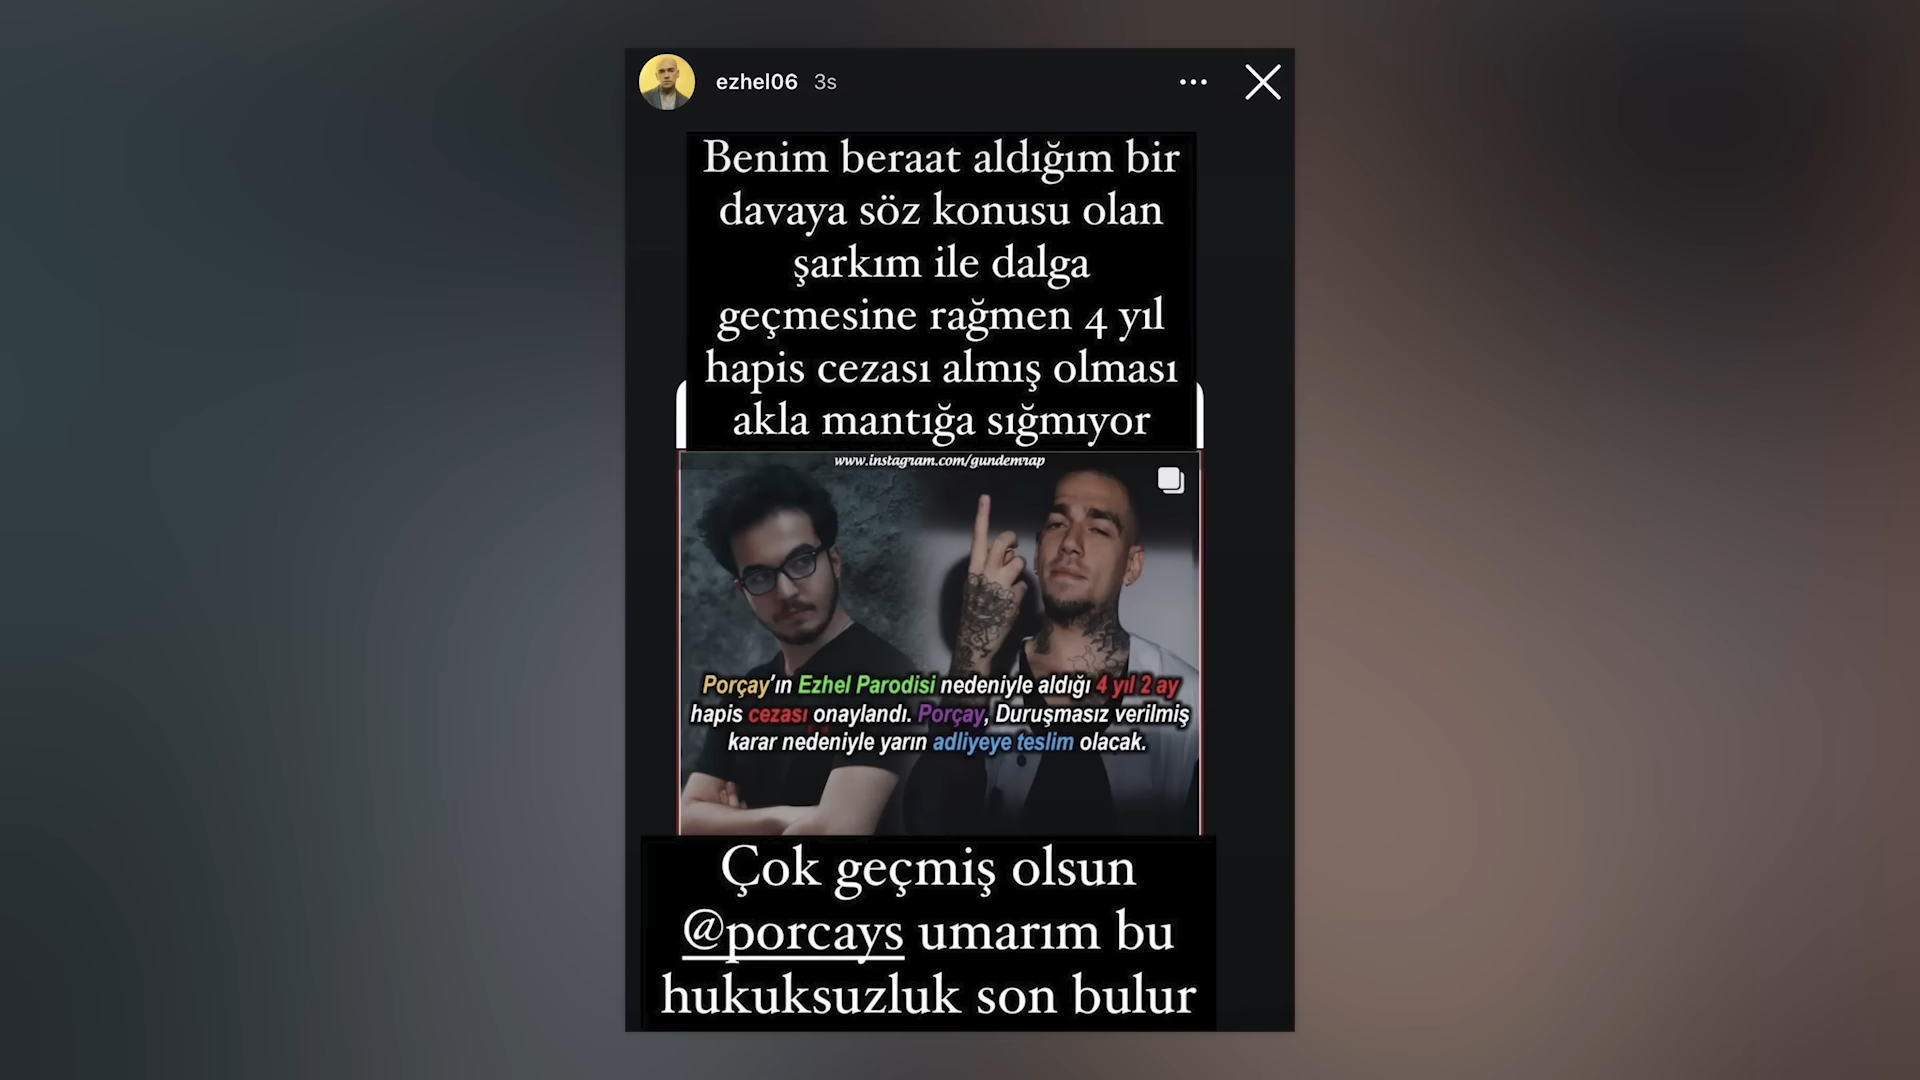 ezhel06 3s
Benim beraat aldığım bir
davaya söz konusu olan
şarkım ile dalga
geçmesine rağmen 4 yıl
hapis cezası almış olması
akla mantığa sığmıyor
www.instagram.com/gundemrap
Porçay'ın Ezhel Parodisi nedeniyle aldığı 4 yıl 2 ay
hapis cezası onaylandı. Porçay, Duruşmasız verilmiş
karar nedeniyle yarın adliyeye teslim olacak.
Çok geçmiş olsun
@porcays umarım bu
hukuksuzluk son bulur